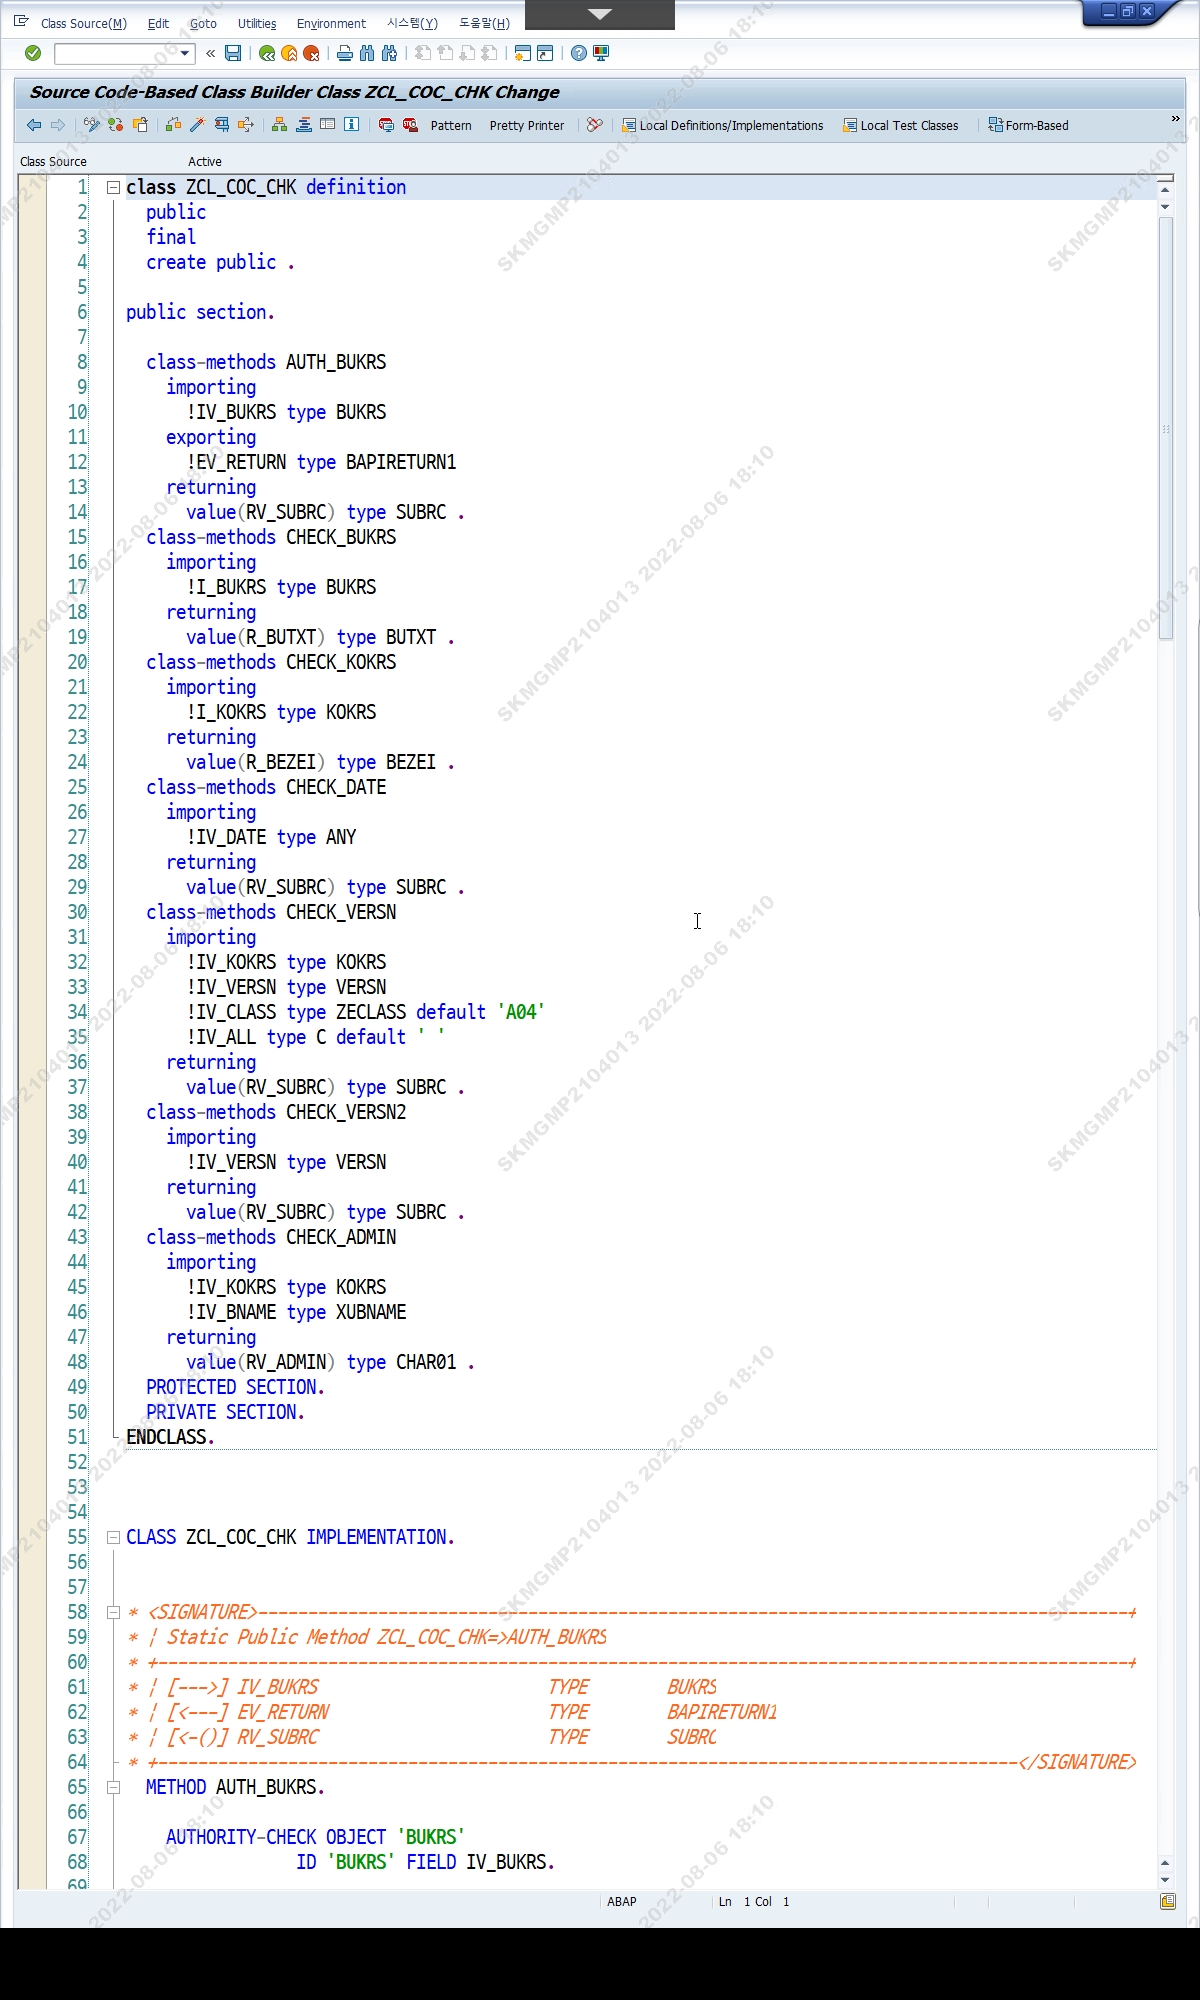 Class Source(M) Edit Goto Utilities Environment 시스템(Y) 도움말(H)
Source Code-Based Class Builder Class ZCL_COC_CHK Change
Pattern Pretty Printer Local Definitions/Implementations Local Test Classes Form-Based
Class Source Active
1 class ZCL_COC_CHK definition
2 public
3 final
4 create public .
5
6 public section.
7
8 class-methods AUTH_BUKRS
9 importing
10 !IV_BUKRS type BUKRS
11 exporting
12 !EV_RETURN type BAPIRETURN1
13 returning
14 value(RV_SUBRC) type SUBRC .
15 class-methods CHECK_BUKRS
16 importing
17 !I_BUKRS type BUKRS
18 returning
19 value(R_BUTXT) type BUTXT .
20 class-methods CHECK_KOKRS
21 importing
22 !I_KOKRS type KOKRS
23 returning
24 value(R_BEZEI) type BEZEI .
25 class-methods CHECK_DATE
26 importing
27 !IV_DATE type ANY
28 returning
29 value(RV_SUBRC) type SUBRC .
30 class-methods CHECK_VERSN
31 importing
32 !IV_KOKRS type KOKRS
33 !IV_VERSN type VERSN
34 !IV_CLASS type ZECLASS default 'A04'
35 !IV_ALL type C default ' '
36 returning
37 value(RV_SUBRC) type SUBRC .
38 class-methods CHECK_VERSN2
39 importing
40 !IV_VERSN type VERSN
41 returning
42 value(RV_SUBRC) type SUBRC .
43 class-methods CHECK_ADMIN
44 importing
45 !IV_KOKRS type KOKRS
46 !IV_BNAME type XUBNAME
47 returning
48 value(RV_ADMIN) type CHAR01 .
49 PROTECTED SECTION.
50 PRIVATE SECTION.
51 ENDCLASS.
52
53
54
55 CLASS ZCL_COC_CHK IMPLEMENTATION.
56
57
58 * <SIGNATURE>---------------------------------------------------------------------------------------+
59 * | Static Public Method ZCL_COC_CHK=>AUTH_BUKRS
60 * +-------------------------------------------------------------------------------------------------+
61 * | [--->] IV_BUKRS TYPE BUKRS
62 * | [<---] EV_RETURN TYPE BAPIRETURN1
63 * | [<-()] RV_SUBRC TYPE SUBRC
64 * +--------------------------------------------------------------------------------------</SIGNATURE>
65 METHOD AUTH_BUKRS.
66
67 AUTHORITY-CHECK OBJECT 'BUKRS'
68 ID 'BUKRS' FIELD IV_BUKRS.
69
ABAP Ln 1 Col 1
SKMGMP2104013 2022-08-06 18:10